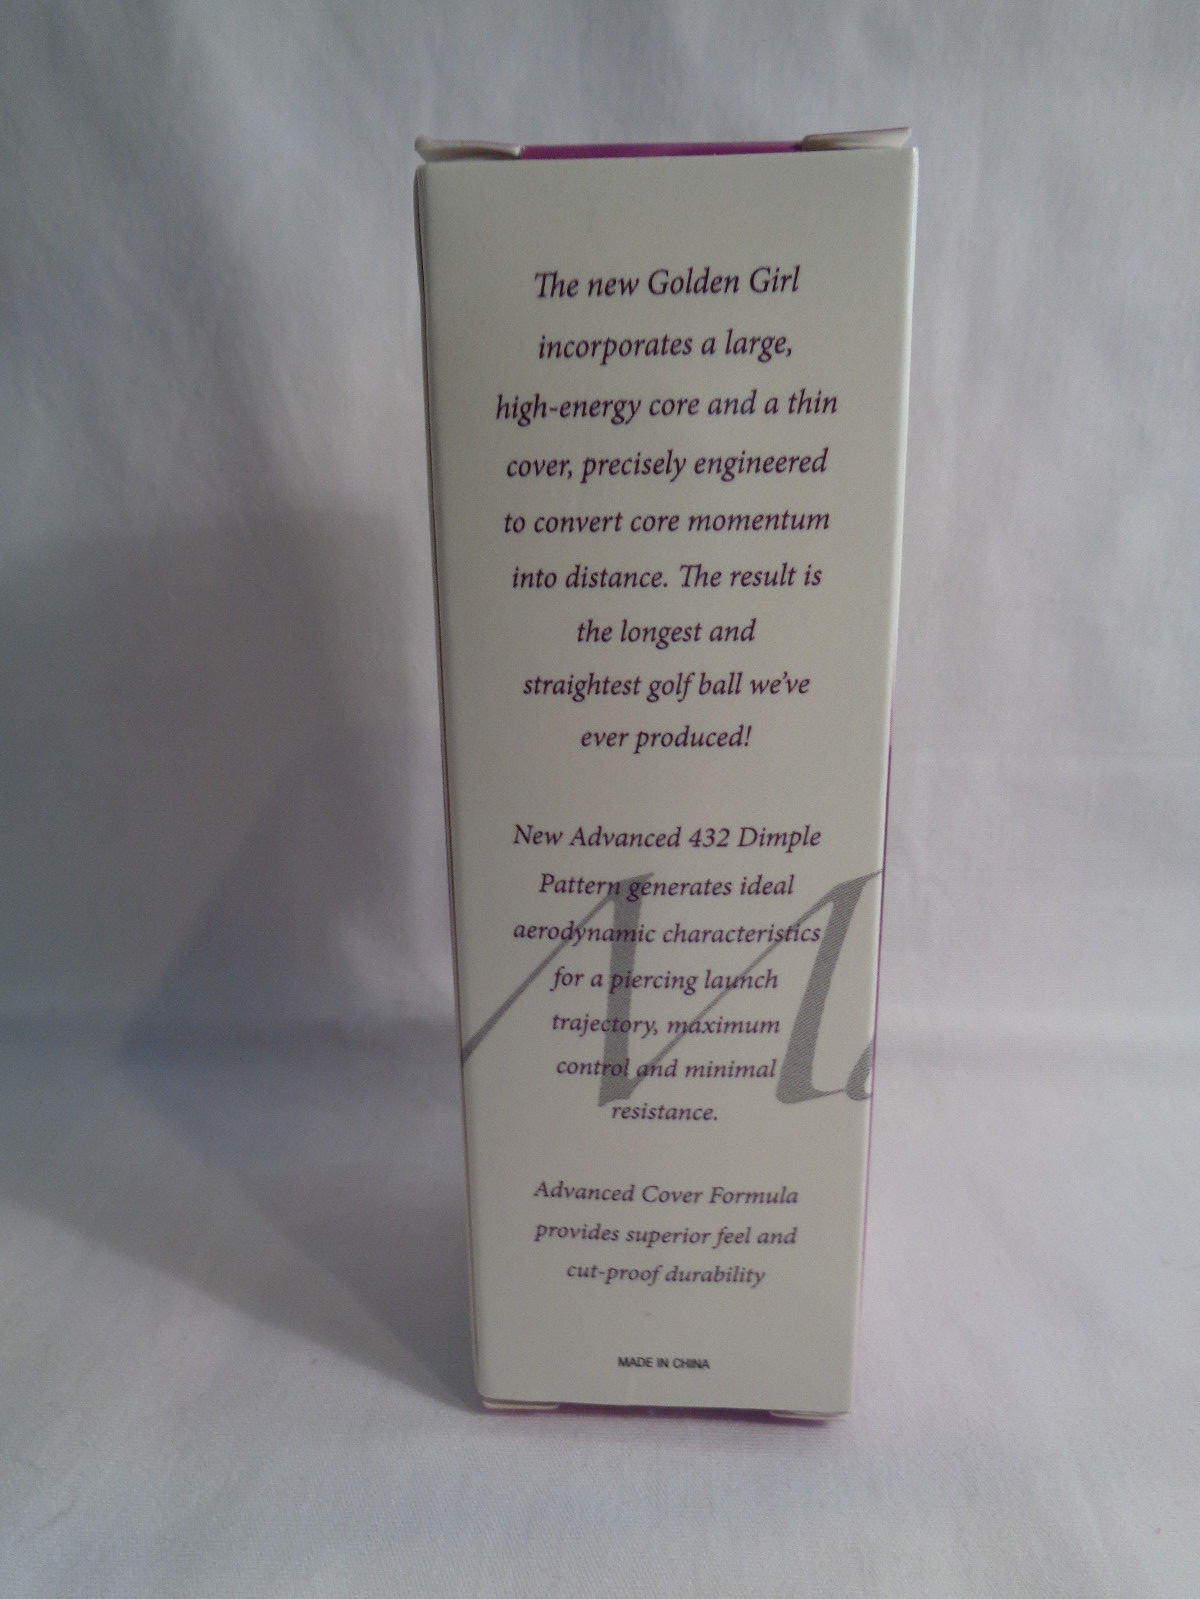 The new Golden Girl
incorporates a large,
high-energy core and a thin
cover, precisely engineered
to convert core momentum
into distance. The result is
the longest and
straightest golf ball we've
ever produced!
New Advanced 432 Dimple
Pattern generates ideal
aerodynamic characteristics
for a piercing launch
trajectory, maximum
control and minimal
resistance.
Advanced Cover Formula
provides superior feel and
cut-proof durability
MADE IN CHINA